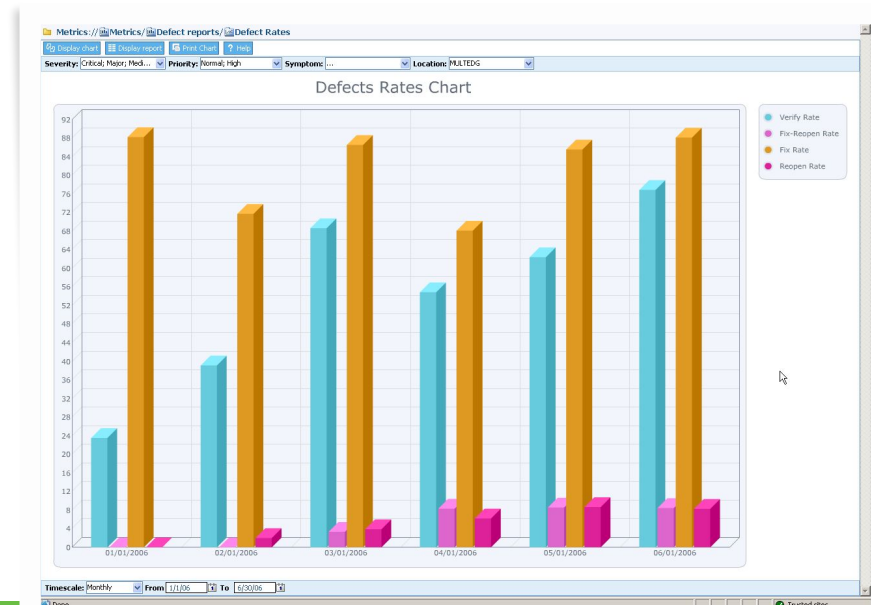 Metrics://Metrics/Defect reports/Defect Rates
Display chart Display report Print Chart ? Help
Severity: Critical; Major; Medi... Priority: Normal; High Symptom: ... Location: MULTEDG
Defects Rates Chart
92
88
84
80
76
72
68
64
60
56
52
48
44
40
36
32
28
24
20
16
12
8
4
0
01/01/2006 02/01/2006 03/01/2006 04/01/2006 05/01/2006 06/01/2006
Verify Rate
Fix-Reopen Rate
Fix Rate
Reopen Rate
Timescale: Monthly From 1/1/06 To 6/30/06
Done Trusted sites